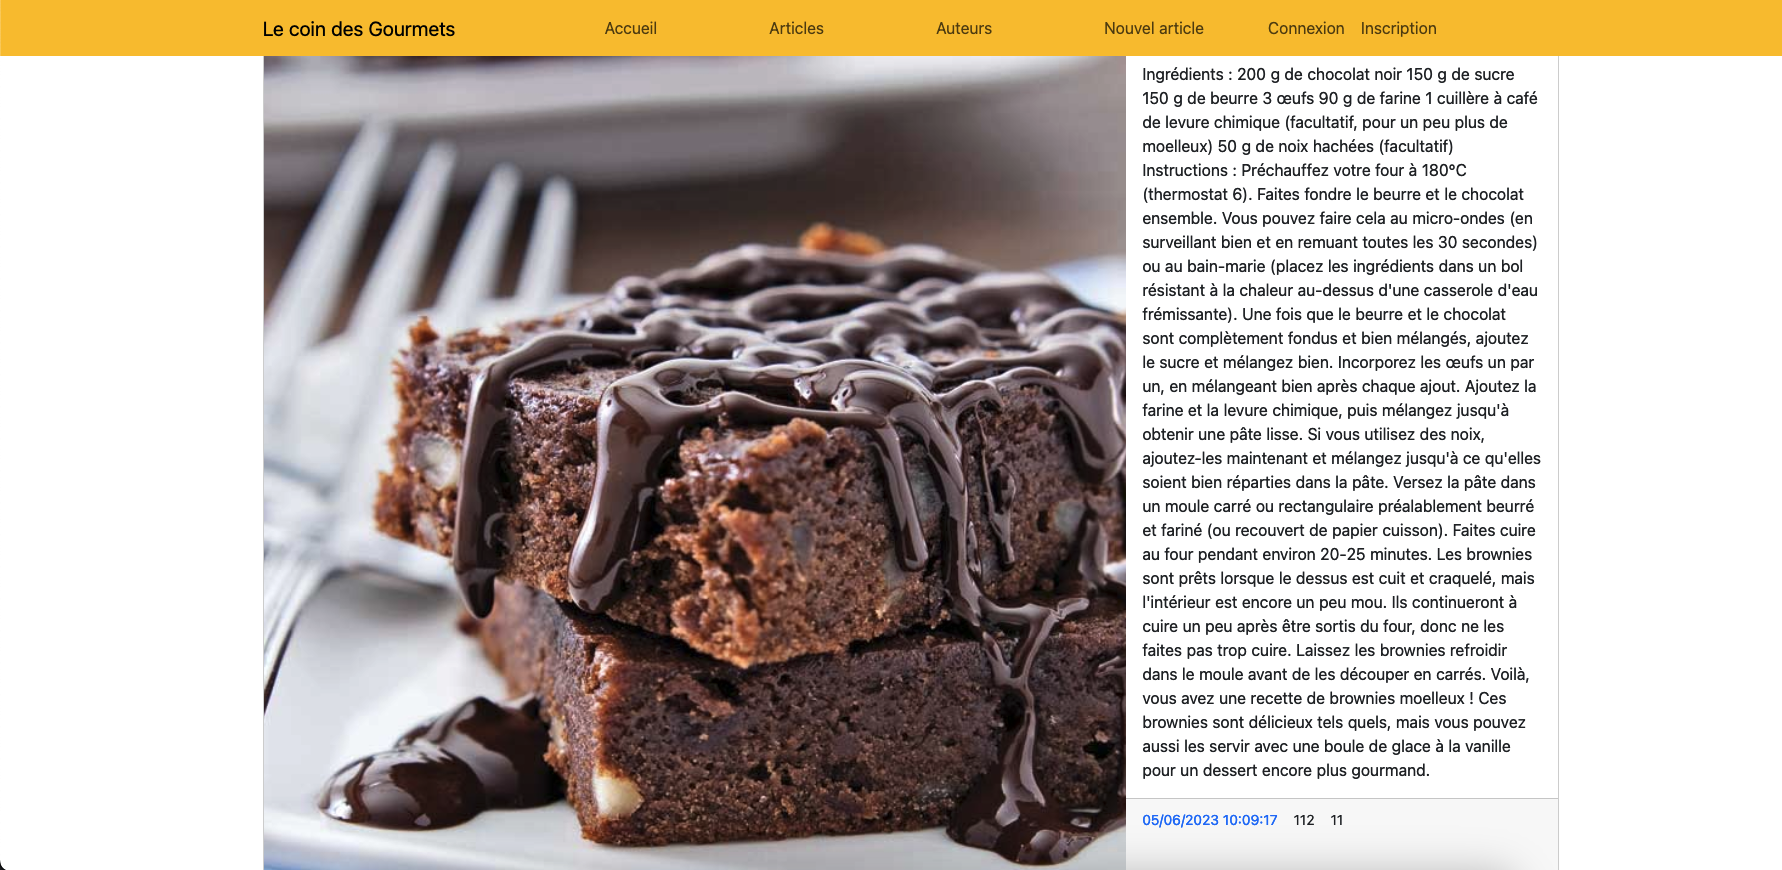 Le coin des Gourmets
Accueil
Articles
Auteurs
Nouvel article
Connexion
Inscription
Ingrédients : 200 g de chocolat noir 150 g de sucre
150 g de beurre 3 œufs 90 g de farine 1 cuillère à café
de levure chimique (facultatif, pour un peu plus de
moelleux) 50 g de noix hachées (facultatif)
Instructions : Préchauffez votre four à 180°C
(thermostat 6). Faites fondre le beurre et le chocolat
ensemble. Vous pouvez faire cela au micro-ondes (en
surveillant bien et en remuant toutes les 30 secondes)
ou au bain-marie (placez les ingrédients dans un bol
résistant à la chaleur au-dessus d'une casserole d'eau
frémissante). Une fois que le beurre et le chocolat
sont complètement fondus et bien mélangés, ajoutez
le sucre et mélangez bien. Incorporez les œufs un par
un, en mélangeant bien après chaque ajout. Ajoutez la
farine et la levure chimique, puis mélangez jusqu'à
obtenir une pâte lisse. Si vous utilisez des noix,
ajoutez-les maintenant et mélangez jusqu'à ce qu'elles
soient bien réparties dans la pâte. Versez la pâte dans
un moule carré ou rectangulaire préalablement beurré
et fariné (ou recouvert de papier cuisson). Faites cuire
au four pendant environ 20-25 minutes. Les brownies
sont prêts lorsque le dessus est cuit et craquelé, mais
l'intérieur est encore un peu mou. Ils continueront à
cuire un peu après être sortis du four, donc ne les
faites pas trop cuire. Laissez les brownies refroidir
dans le moule avant de les découper en carrés. Voilà,
vous avez une recette de brownies moelleux ! Ces
brownies sont délicieux tels quels, mais vous pouvez
aussi les servir avec une boule de glace à la vanille
pour un dessert encore plus gourmand.
05/06/2023 10:09:17 112 11